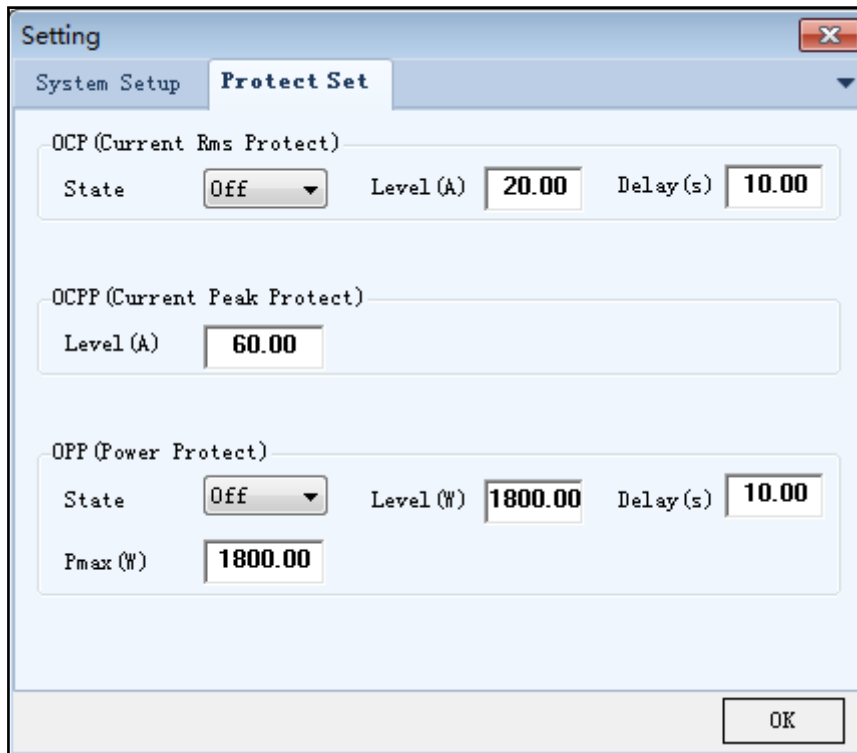 Setting
System Setup Protect Set
OCP(Current Rms Protect)
State Off Level(A) 20.00 Delay(s) 10.00
OCPP(Current Peak Protect)
Level(A) 60.00
OPP(Power Protect)
State Off Level(W) 1800.00 Delay(s) 10.00
Pmax(W) 1800.00
OK